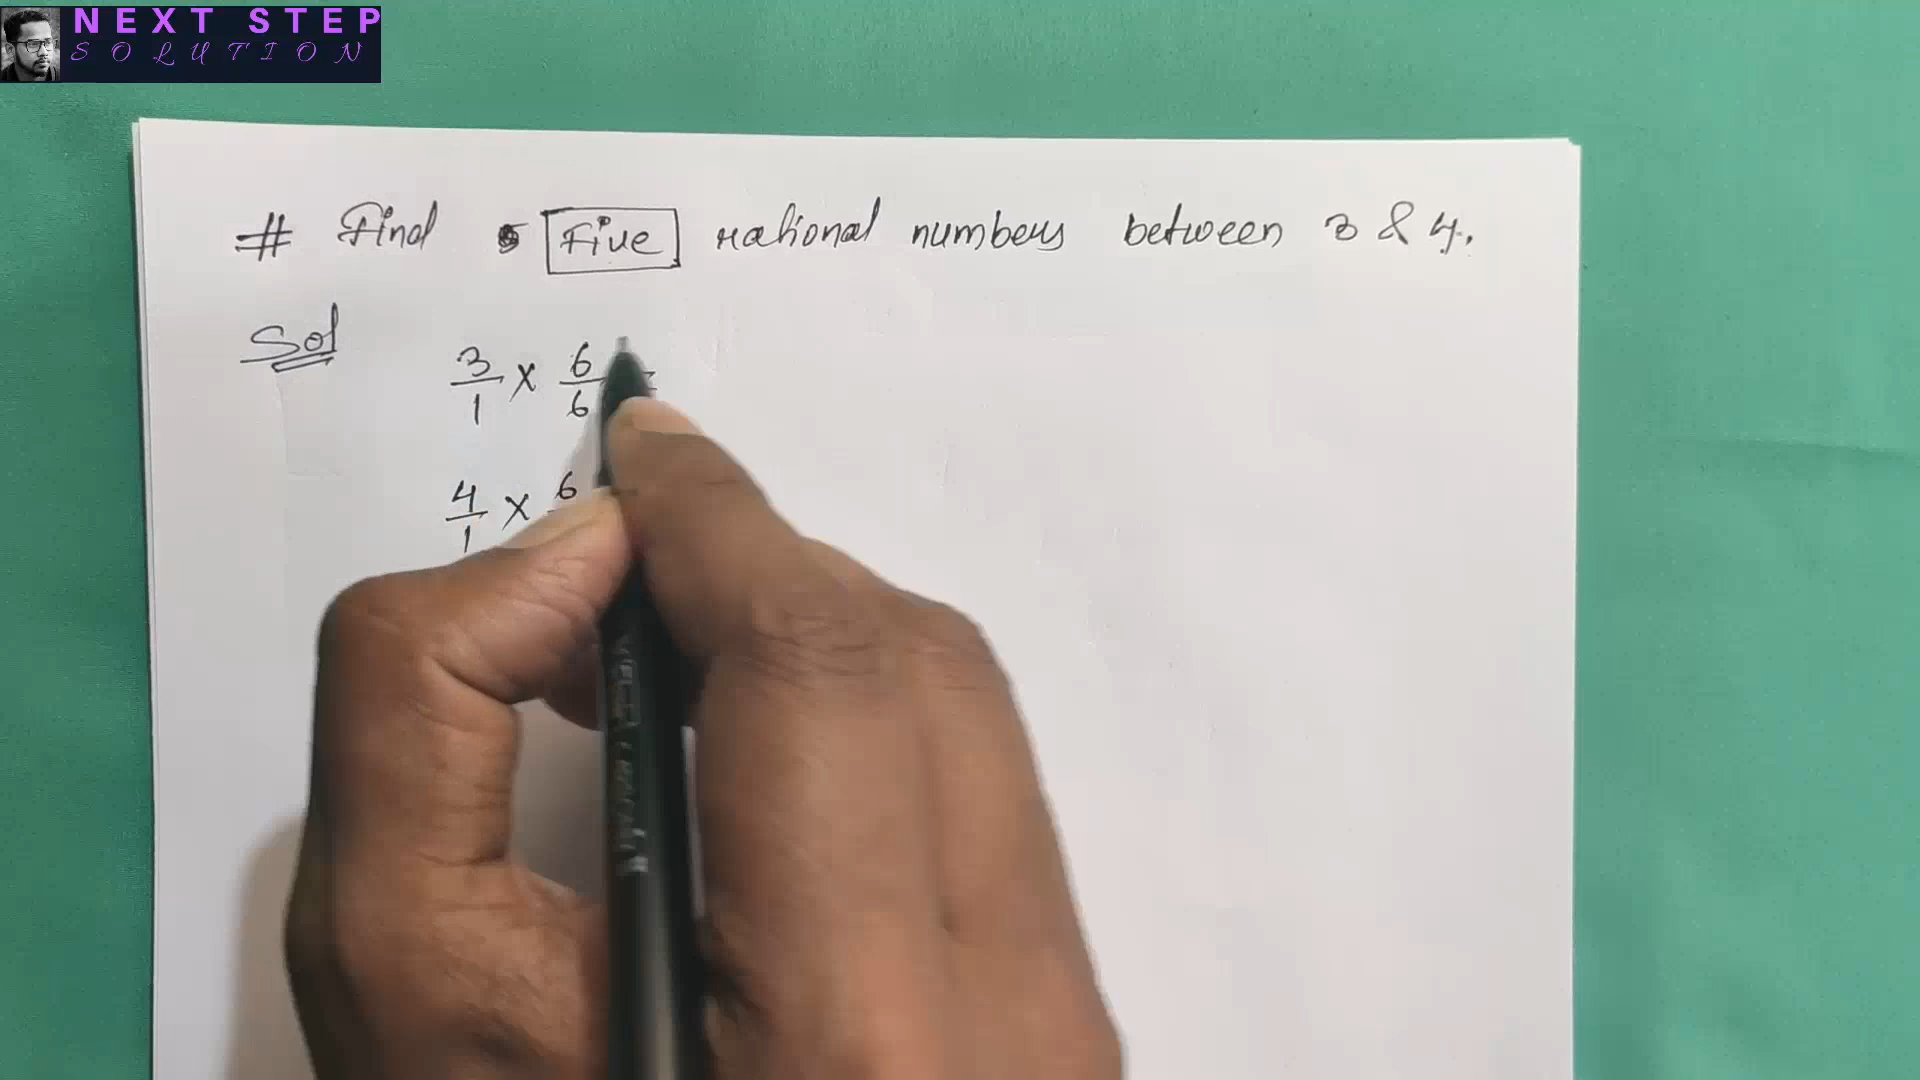 NEXT STEP
SOLUTION
# Find Five rational numbers between 3 & 4.
Sol
3/1 × 6/6 =
4/1 × 6